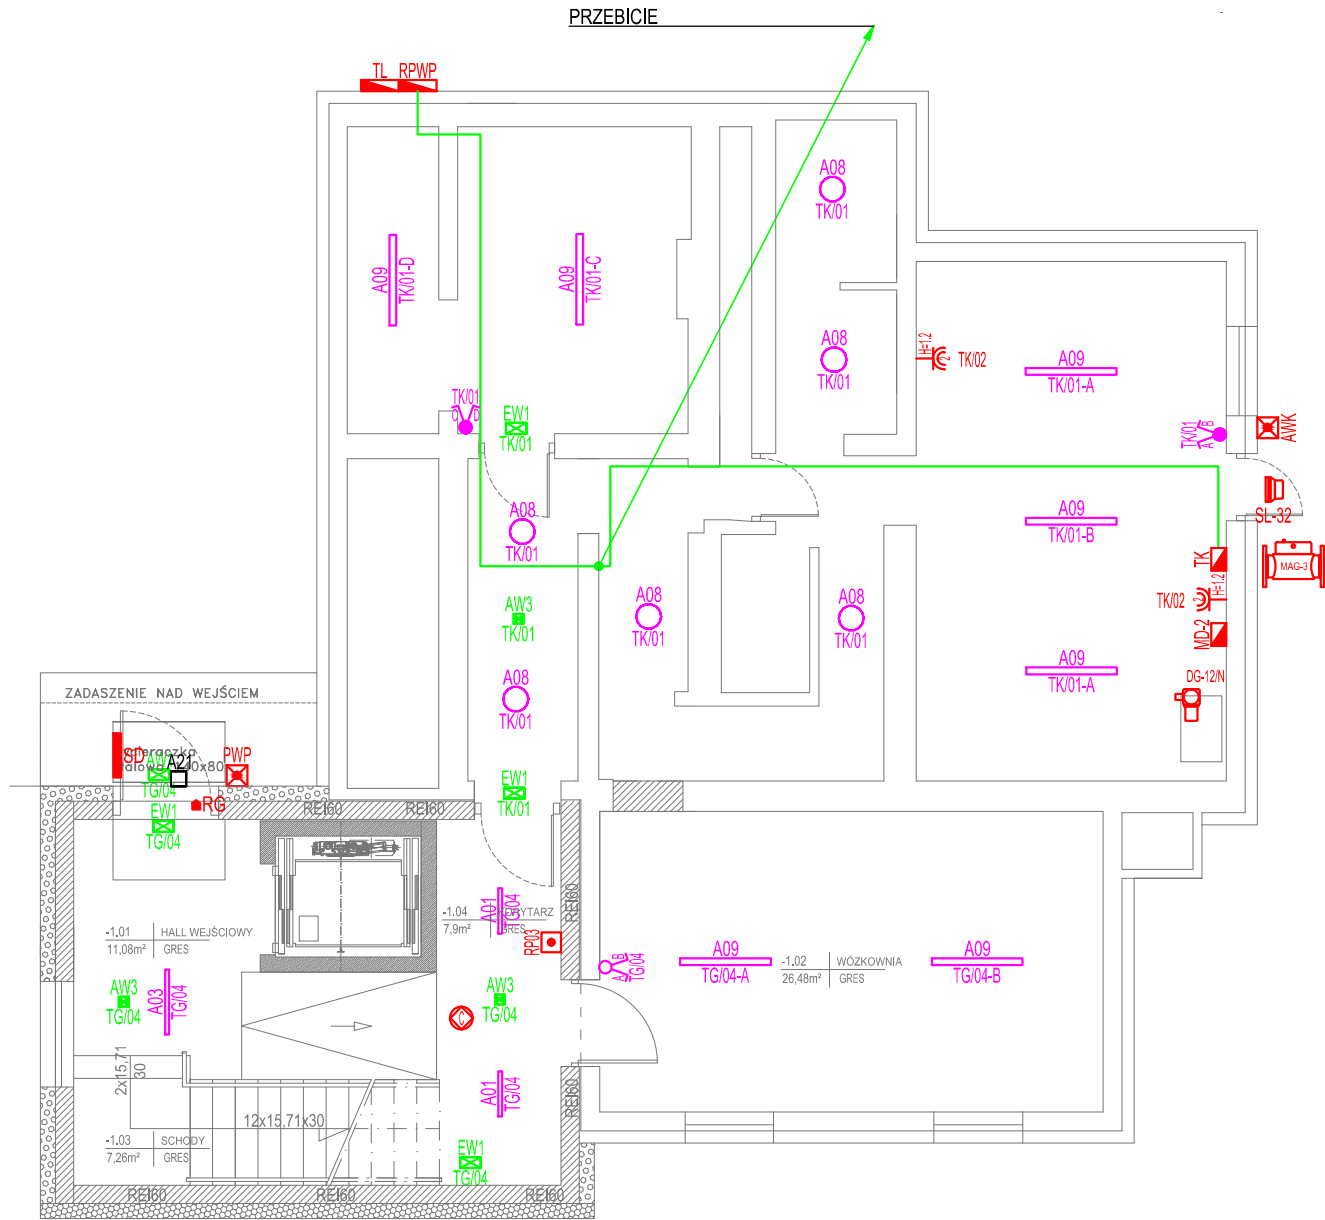 PRZEBICIE
TL RPWP
A08
TK/01
A09
TK/01-D
A09
TK/01-C
A08
TK/01
H=1.2
2
TK/02
A09
TK/01-A
TK/01
C D
EW1
TK/01
TK/01
A B
AWK
A08
TK/01
A09
TK/01-B
SL-32
TK
MAG-3
A08
TK/01
A08
TK/01
AW3
TK/01
TK/02
2
H=1.2
MD-2
A09
TK/01-A
DG-12/N
A08
TK/01
ZADASZENIE NAD WEJŚCIEM
SD
A21
PWP
TG/04
RG
EW1
TG/04
EW1
TK/01
REI60
REI60
REI60
-1.01 HALL WEJŚCIOWY
11,08m² GRES
A01
TG/04
-1.04
7,9m² GRES
RP03
A B
TG/04
A09
TG/04-A
-1.02 WÓZKOWNIA
26,48m² GRES
A09
TG/04-B
AW3
TG/04
A03
TG/04
AW3
TG/04
C
2x15,71
30
A01
TG/04
REI60
12x15,71x30
-1.03 SCHODY
7,26m² GRES
EW1
TG/04
REI60
REI60
REI60